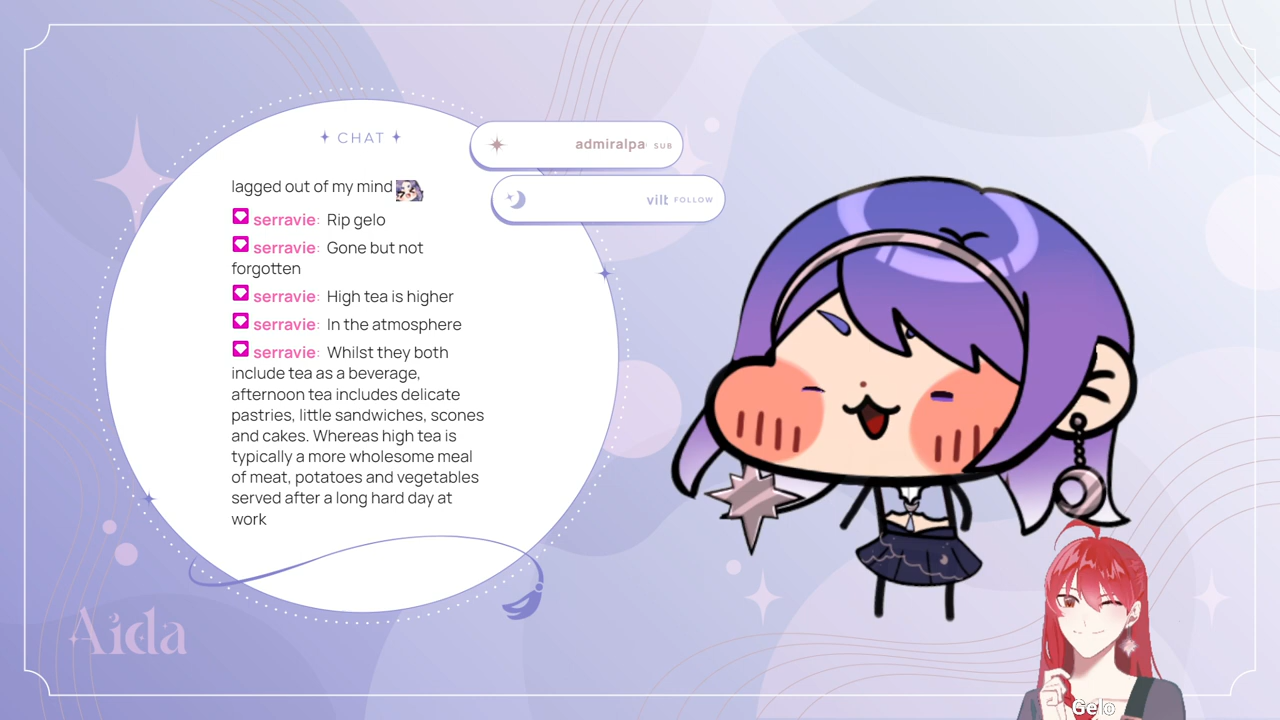 CHAT
lagged out of my mind
serravie: Rip gelo
serravie: Gone but not
forgotten
serravie: High tea is higher
serravie: In the atmosphere
serravie: Whilst they both
include tea as a beverage,
afternoon tea includes delicate
pastries, little sandwiches, scones
and cakes. Whereas high tea is
typically a more wholesome meal
of meat, potatoes and vegetables
served after a long hard day at
work
admiralpa SUB
vilt FOLLOW
Aida
Gelo